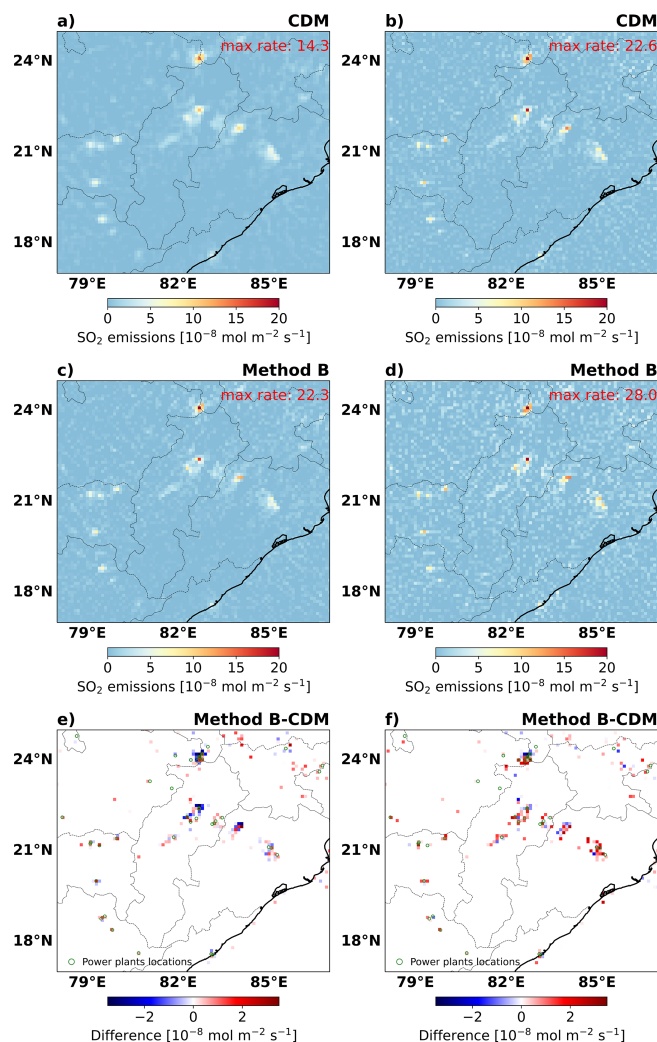 a) CDM b) CDM
max rate: 14.3 max rate: 22.6
24°N 24°N
21°N 21°N
18°N 18°N
79°E 82°E 85°E 79°E 82°E 85°E
0 5 10 15 20 0 5 10 15 20
SO₂ emissions [10⁻⁸ mol m⁻² s⁻¹] SO₂ emissions [10⁻⁸ mol m⁻² s⁻¹]
c) Method B d) Method B
max rate: 22.3 max rate: 28.0
24°N 24°N
21°N 21°N
18°N 18°N
79°E 82°E 85°E 79°E 82°E 85°E
0 5 10 15 20 0 5 10 15 20
SO₂ emissions [10⁻⁸ mol m⁻² s⁻¹] SO₂ emissions [10⁻⁸ mol m⁻² s⁻¹]
e) Method B-CDM f) Method B-CDM
24°N 24°N
21°N 21°N
18°N 18°N
Power plants locations Power plants locations
79°E 82°E 85°E 79°E 82°E 85°E
−2 0 2 −2 0 2
Difference [10⁻⁸ mol m⁻² s⁻¹] Difference [10⁻⁸ mol m⁻² s⁻¹]